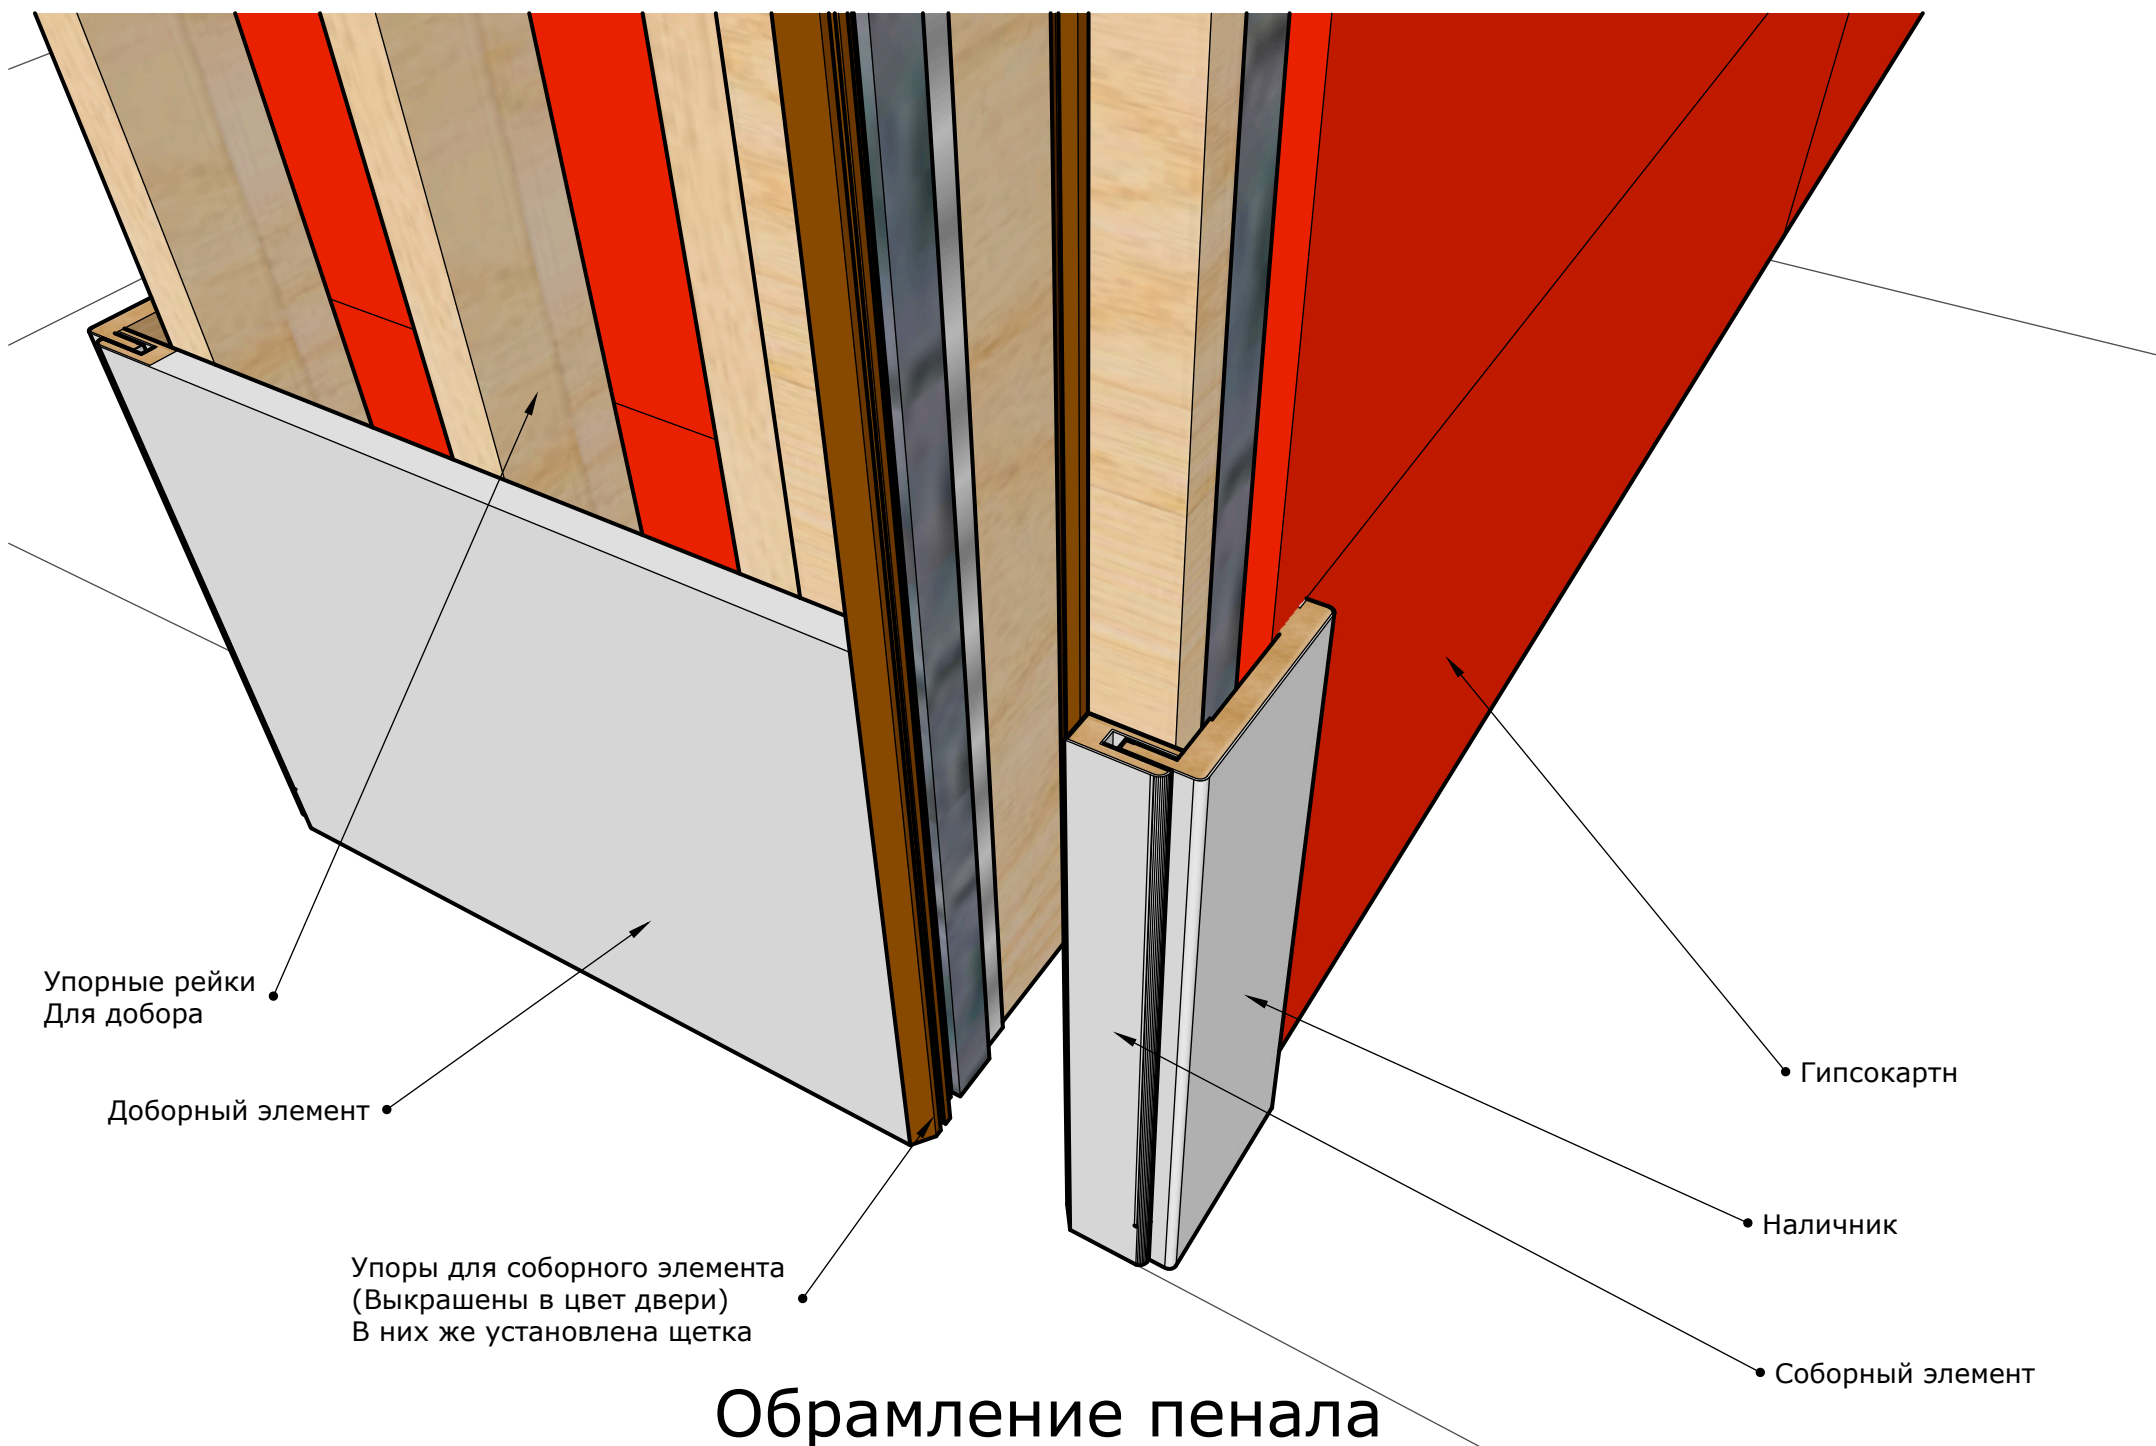 Упорные рейки
Для добора
Доборный элемент
Упоры для соборного элемента
(Выкрашены в цвет двери)
В них же установлена щетка
Гипсокартн
Наличник
Соборный элемент
Обрамление пенала